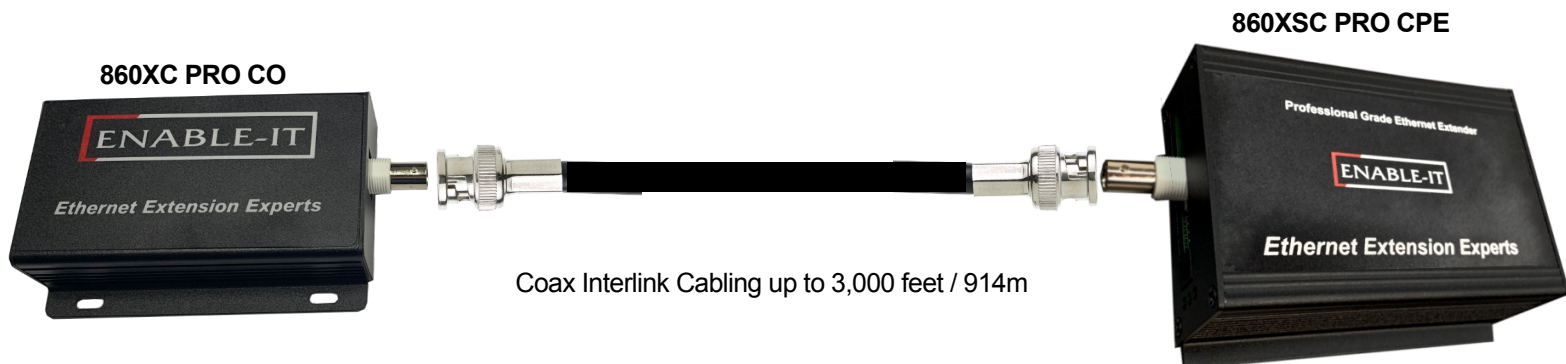 860XSC PRO CPE
860XC PRO CO
ENABLE-IT
Ethernet Extension Experts
Professional Grade Ethernet Extender
ENABLE-IT
Ethernet Extension Experts
Coax Interlink Cabling up to 3,000 feet / 914m